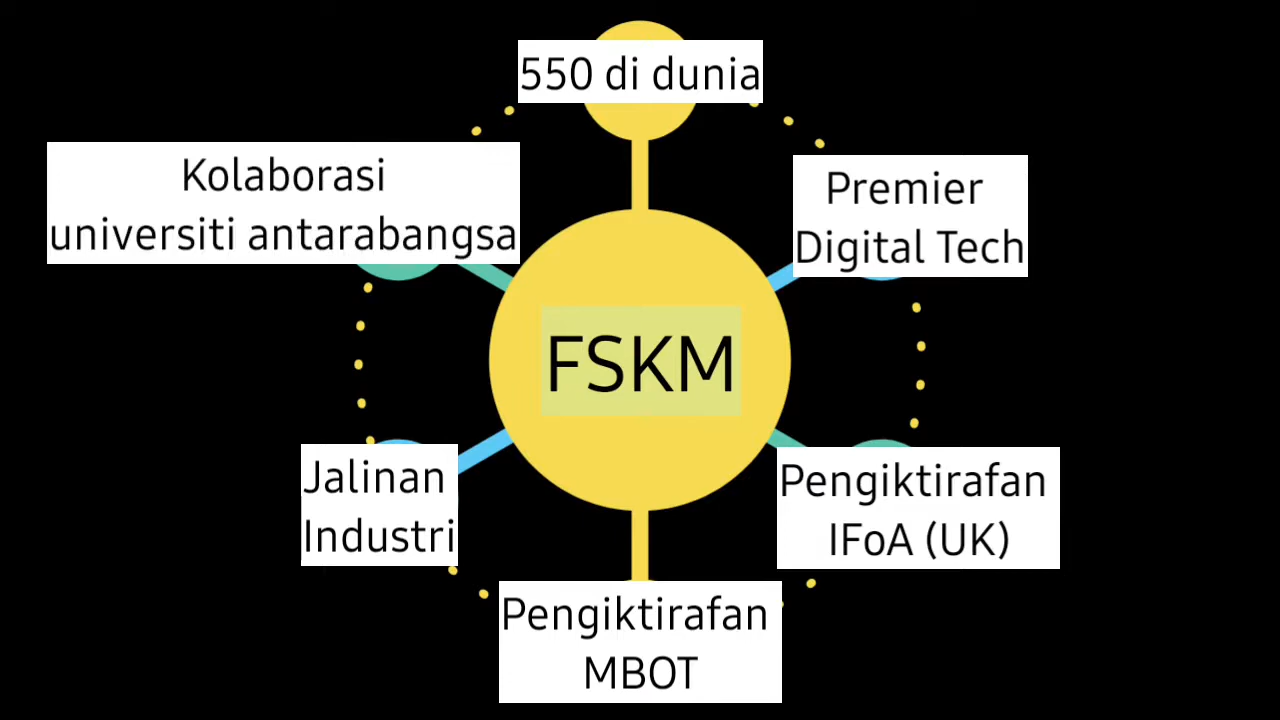 550 di dunia
Kolaborasi
universiti antarabangsa
Premier
Digital Tech
FSKM
Jalinan
Industri
Pengiktirafan
IFoA (UK)
Pengiktirafan
MBOT